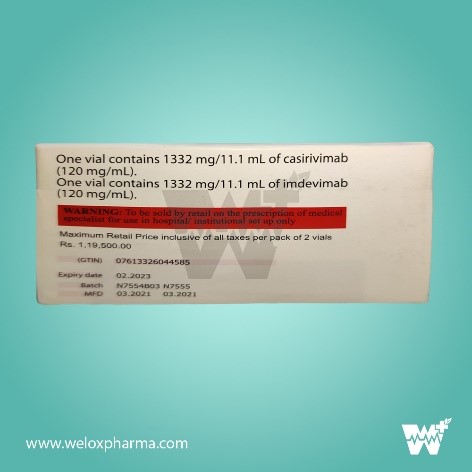 One vial contains 1332 mg/11.1 mL of casirivimab
(120 mg/mL).
One vial contains 1332 mg/11.1 mL of imdevimab
(120 mg/mL).
WARNING: To be sold by retail on the prescription of medical
specialist for use in hospital/ institutional set up only
Maximum Retail Price inclusive of all taxes per pack of 2 vials
Rs. 1,19,500.00
(GTIN) 07613326044585
Expiry date 02.2023
Batch N7554B03 N7555
MFD 03.2021 03.2021
www.weloxpharma.com